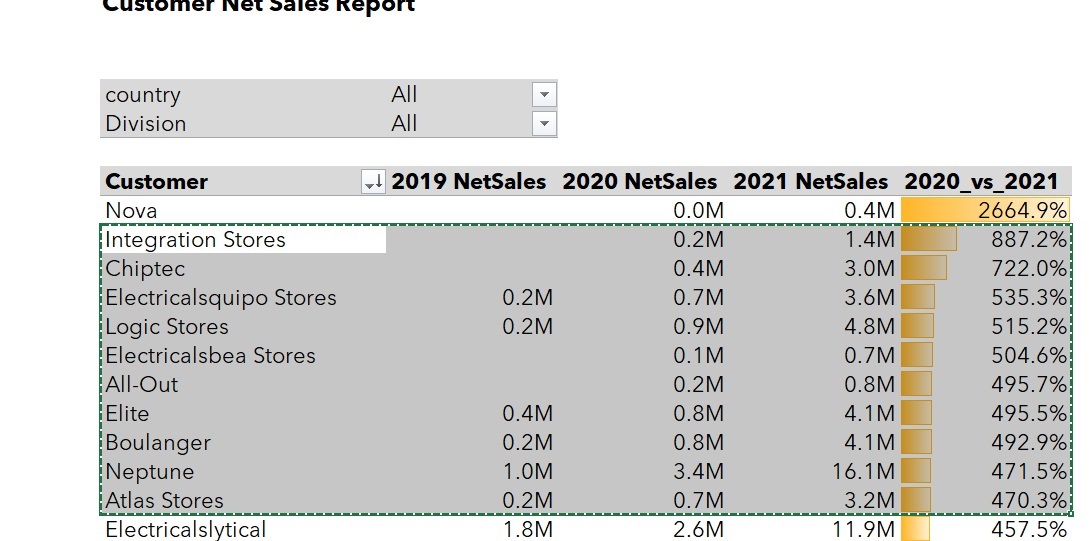 Customer Net Sales Report
country All
Division All
Customer 2019 NetSales 2020 NetSales 2021 NetSales 2020_vs_2021
Nova 0.0M 0.4M 2664.9%
Integration Stores 0.2M 1.4M 887.2%
Chiptec 0.4M 3.0M 722.0%
Electricalsquipo Stores 0.2M 0.7M 3.6M 535.3%
Logic Stores 0.2M 0.9M 4.8M 515.2%
Electricalsbea Stores 0.1M 0.7M 504.6%
All-Out 0.2M 0.8M 495.7%
Elite 0.4M 0.8M 4.1M 495.5%
Boulanger 0.2M 0.8M 4.1M 492.9%
Neptune 1.0M 3.4M 16.1M 471.5%
Atlas Stores 0.2M 0.7M 3.2M 470.3%
Electricalslytical 1.8M 2.6M 11.9M 457.5%